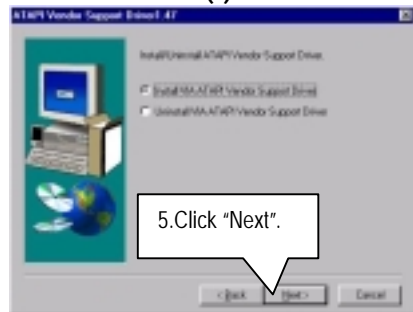 ATAPI Vendor Support Driver1.47
Install/Uninstall ATAPI Vendor Support Driver.
Install VIA ATAPI Vendor Support Driver
Uninstall VIA ATAPI Vendor Support Driver
5.Click “Next”.
< Back
Next >
Cancel